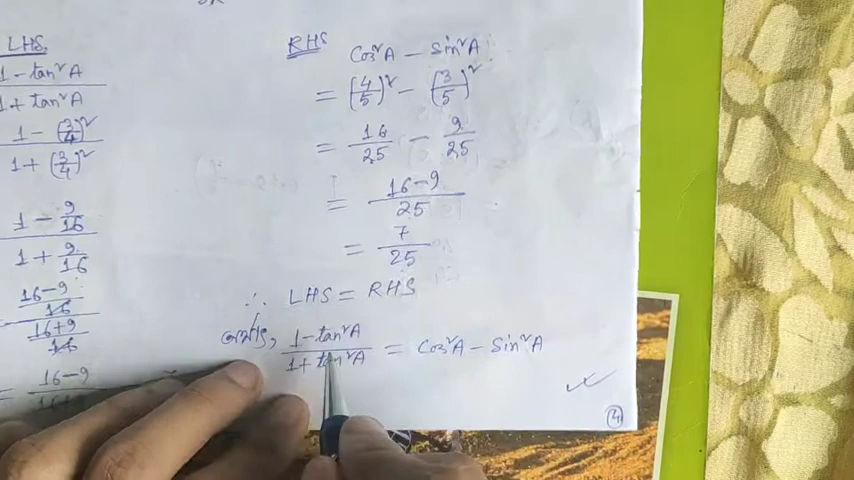 LHS
1 - tan²A
1 + tan²A
1 - (3/4)²
1 + (3/4)²
1 - 9/16
1 + 9/16
16-9/16
16+9/16
= 16-9
RHS Cos²A - Sin²A
= (4/5)² - (3/5)²
= 16/25 - 9/25
= 16-9/25
= 7/25
∴ LHS = RHS
1-tan²A/1+tan²A = Cos²A - Sin²A
4